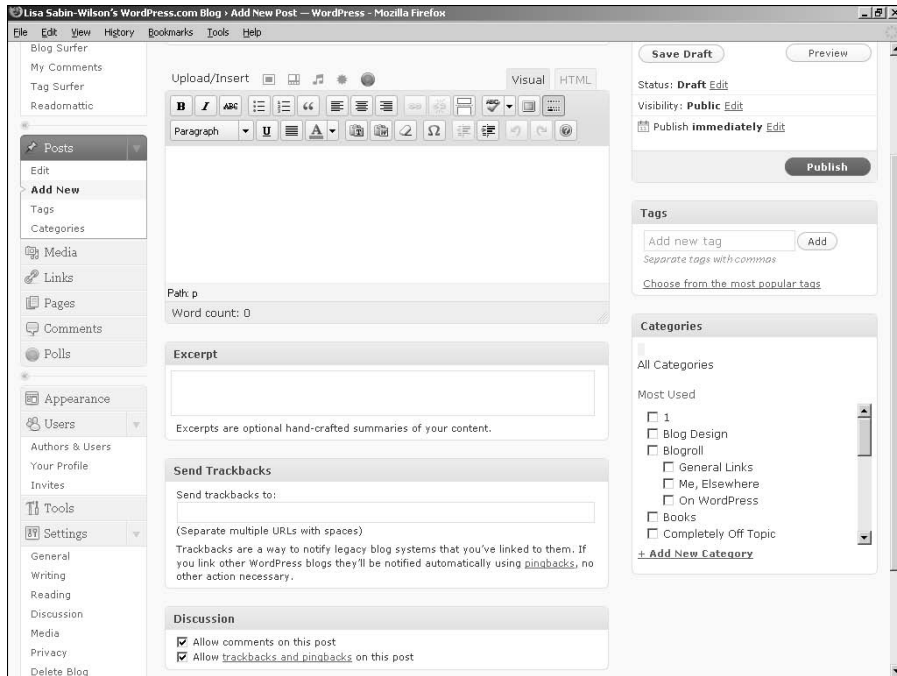 Lisa Sabin-Wilson's WordPress.com Blog › Add New Post — WordPress - Mozilla Firefox
File Edit View History Bookmarks Tools Help
Blog Surfer
My Comments
Tag Surfer
Readomattic
Posts
Edit
Add New
Tags
Categories
Media
Links
Pages
Comments
Polls
Appearance
Users
Authors & Users
Your Profile
Invites
Tools
Settings
General
Writing
Reading
Discussion
Media
Privacy
Delete Blog
Upload/Insert
Visual HTML
B I ABC
Paragraph U A Ω
Path: p
Word count: 0
Excerpt
Excerpts are optional hand-crafted summaries of your content.
Send Trackbacks
Send trackbacks to:
(Separate multiple URLs with spaces)
Trackbacks are a way to notify legacy blog systems that you've linked to them. If
you link other WordPress blogs they'll be notified automatically using pingbacks, no
other action necessary.
Discussion
Allow comments on this post
Allow trackbacks and pingbacks on this post
Save Draft Preview
Status: Draft Edit
Visibility: Public Edit
Publish immediately Edit
Publish
Tags
Add new tag Add
Separate tags with commas
Choose from the most popular tags
Categories
All Categories
Most Used
1
Blog Design
Blogroll
General Links
Me, Elsewhere
On WordPress
Books
Completely Off Topic
+ Add New Category